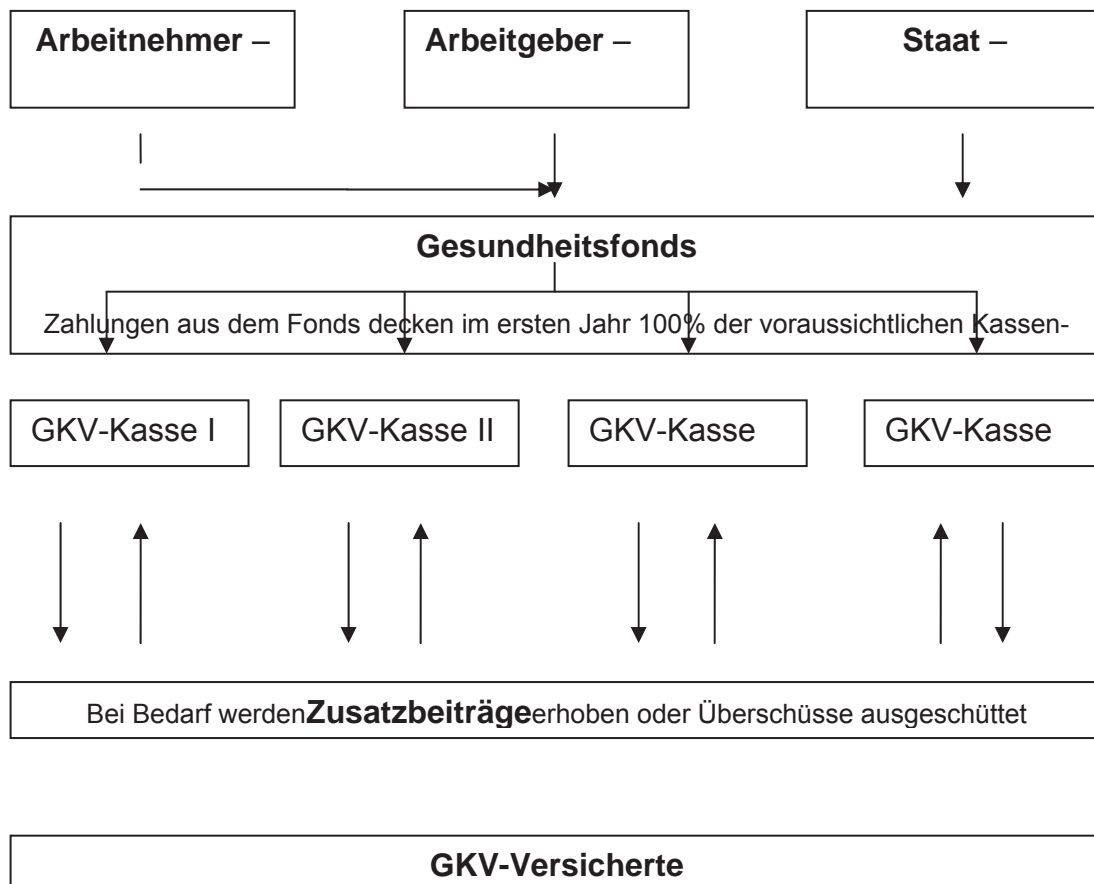 Arbeitnehmer –
Arbeitgeber –
Staat –
Gesundheitsfonds
Zahlungen aus dem Fonds decken im ersten Jahr 100% der voraussichtlichen Kassen-
GKV-Kasse I
GKV-Kasse II
GKV-Kasse
GKV-Kasse
Bei Bedarf werden Zusatzbeiträge erhoben oder Überschüsse ausgeschüttet
GKV-Versicherte